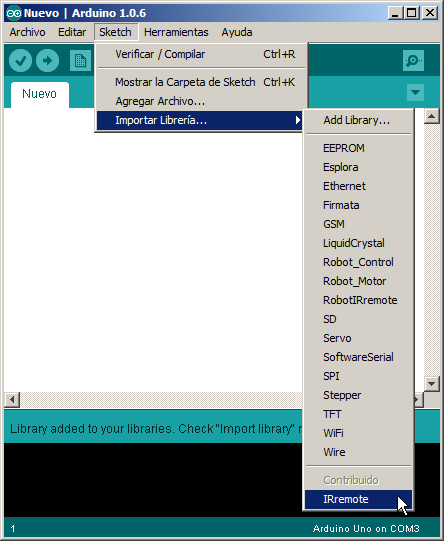 Nuevo | Arduino 1.0.6
Archivo Editar Sketch Herramientas Ayuda
Verificar / Compilar Ctrl+R
Mostrar la Carpeta de Sketch Ctrl+K
Agregar Archivo...
Importar Librería...
Nuevo
Add Library...
EEPROM
Esplora
Ethernet
Firmata
GSM
LiquidCrystal
Robot_Control
Robot_Motor
RobotIRremote
SD
Servo
SoftwareSerial
SPI
Stepper
TFT
WiFi
Wire
Contribuido
IRremote
Library added to your libraries. Check "Import library"
1 Arduino Uno on COM3